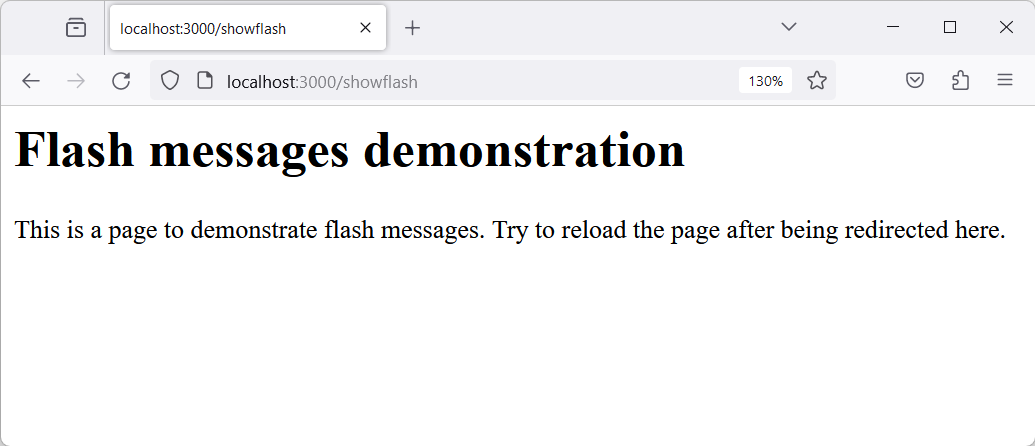 localhost:3000/showflash
localhost:3000/showflash 130%
Flash messages demonstration
This is a page to demonstrate flash messages. Try to reload the page after being redirected here.